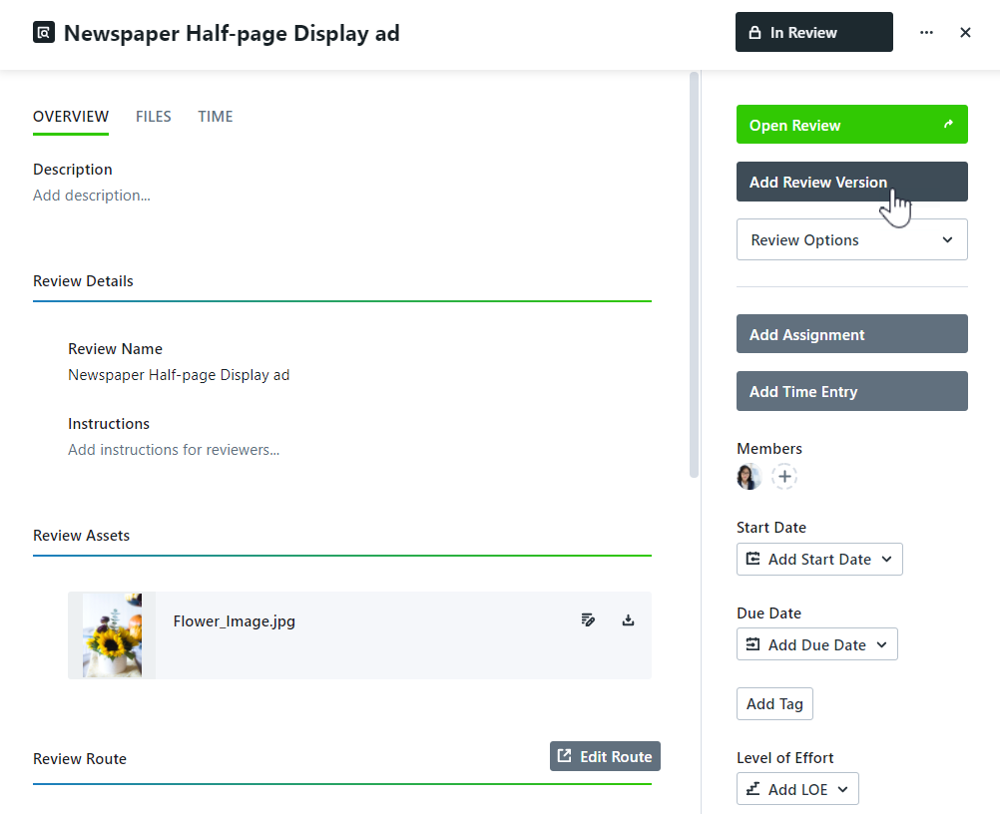 Newspaper Half-page Display ad
In Review
OVERVIEW FILES TIME
Description
Add description...
Review Details
Review Name
Newspaper Half-page Display ad
Instructions
Add instructions for reviewers...
Review Assets
Flower_Image.jpg
Review Route
Edit Route
Open Review
Add Review Version
Review Options
Add Assignment
Add Time Entry
Members
Start Date
Add Start Date
Due Date
Add Due Date
Add Tag
Level of Effort
Add LOE